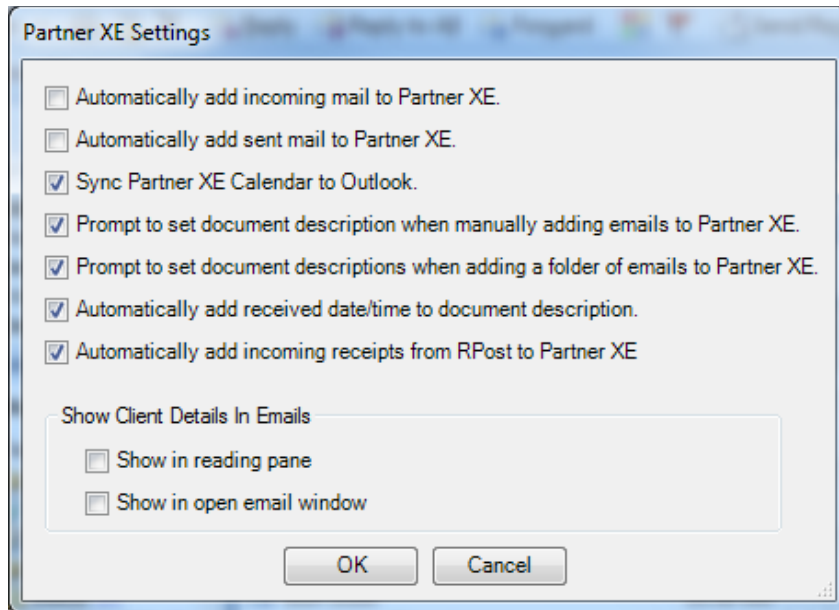 Partner XE Settings
Automatically add incoming mail to Partner XE.
Automatically add sent mail to Partner XE.
Sync Partner XE Calendar to Outlook.
Prompt to set document description when manually adding emails to Partner XE.
Prompt to set document descriptions when adding a folder of emails to Partner XE.
Automatically add received date/time to document description.
Automatically add incoming receipts from RPost to Partner XE
Show Client Details In Emails
Show in reading pane
Show in open email window
OK Cancel